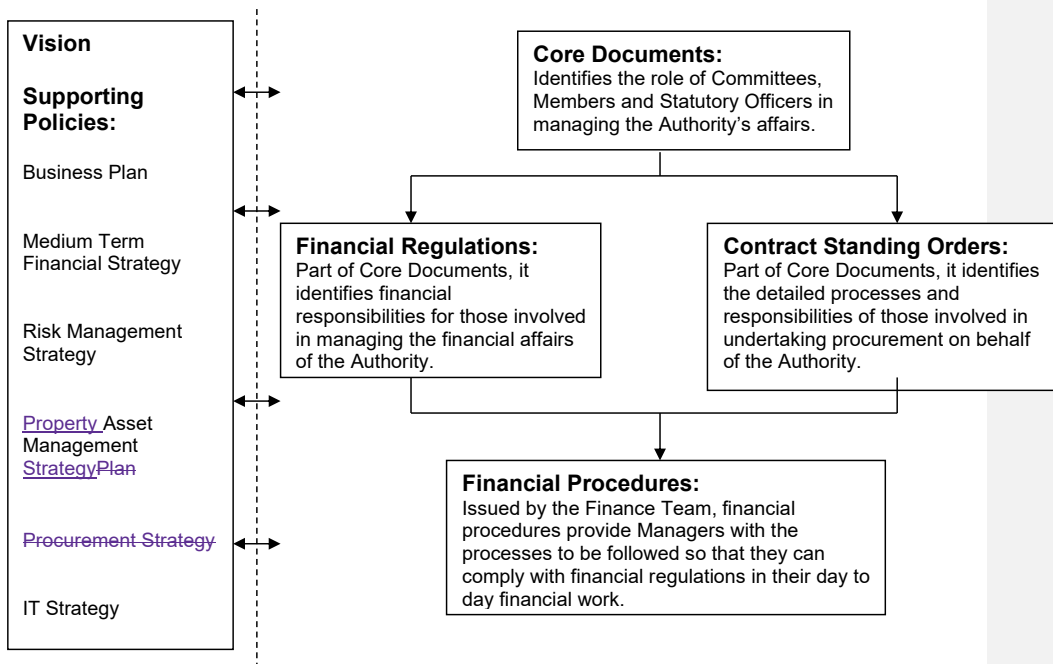 Vision
Supporting
Policies:
Business Plan
Medium Term
Financial Strategy
Risk Management
Strategy
Property Asset
Management
StrategyPlan
Procurement Strategy
IT Strategy
Core Documents:
Identifies the role of Committees,
Members and Statutory Officers in
managing the Authority's affairs.
Financial Regulations:
Part of Core Documents, it
identifies financial
responsibilities for those involved
in managing the financial affairs
of the Authority.
Contract Standing Orders:
Part of Core Documents, it identifies
the detailed processes and
responsibilities of those involved in
undertaking procurement on behalf
of the Authority.
Financial Procedures:
Issued by the Finance Team, financial
procedures provide Managers with the
processes to be followed so that they can
comply with financial regulations in their day to
day financial work.